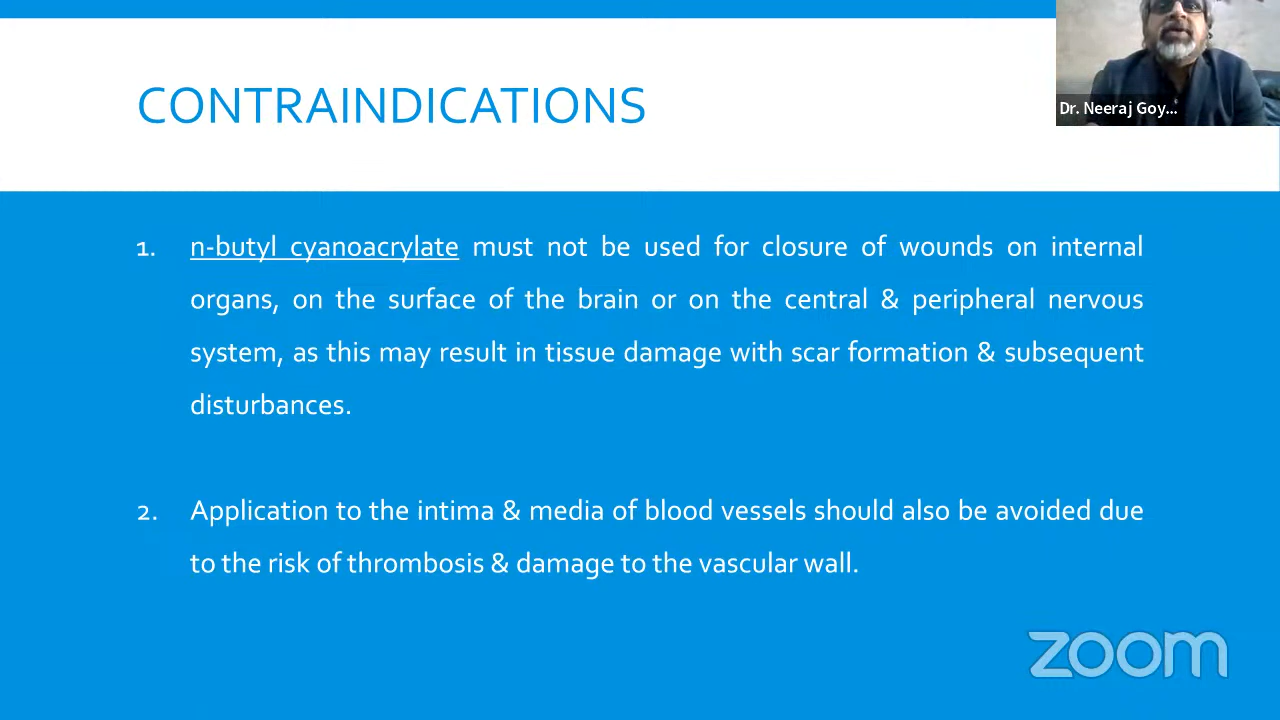 CONTRAINDICATIONS
Dr. Neeraj Goy...
1. n-butyl cyanoacrylate must not be used for closure of wounds on internal
organs, on the surface of the brain or on the central & peripheral nervous
system, as this may result in tissue damage with scar formation & subsequent
disturbances.
2. Application to the intima & media of blood vessels should also be avoided due
to the risk of thrombosis & damage to the vascular wall.
zoom